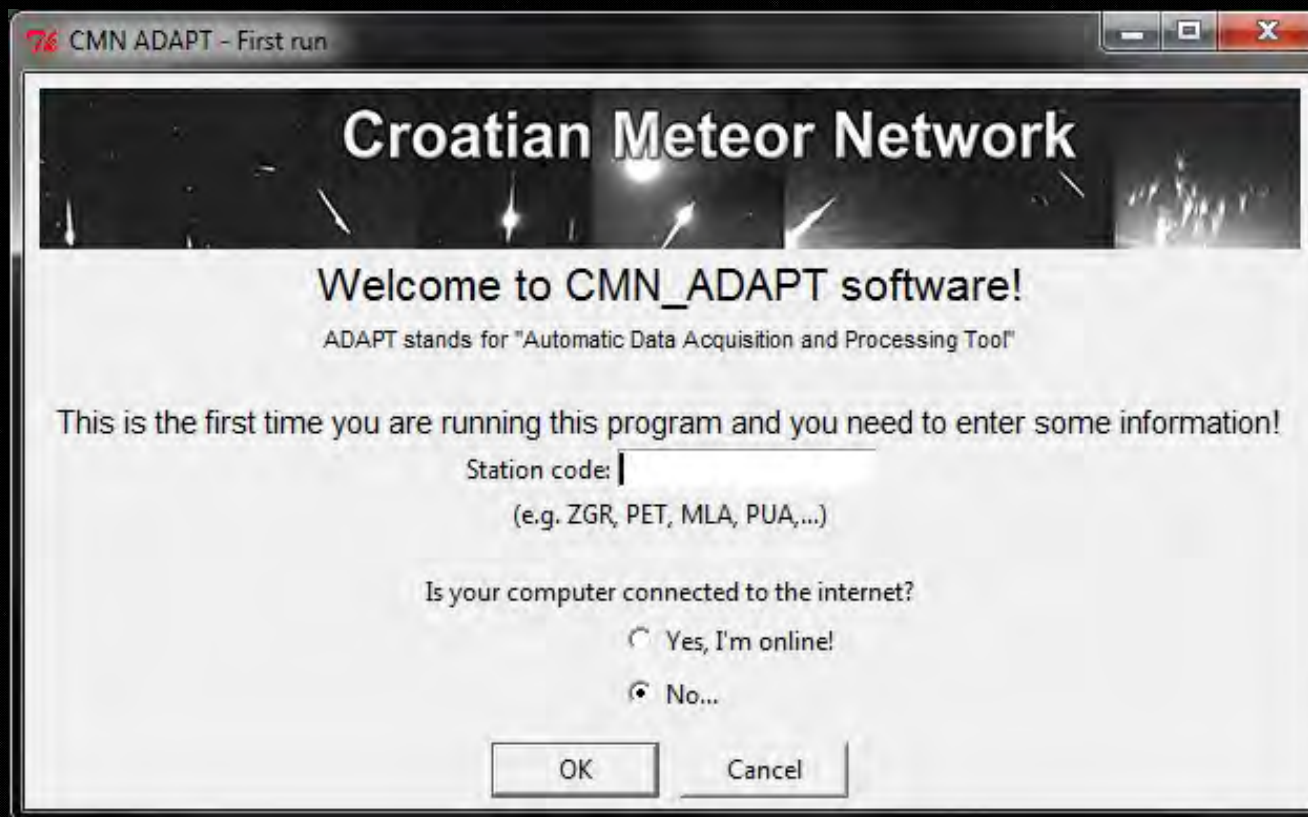 CMN ADAPT - First run
Croatian Meteor Network
Welcome to CMN_ADAPT software!
ADAPT stands for "Automatic Data Acquisition and Processing Tool"
This is the first time you are running this program and you need to enter some information!
Station code:
(e.g. ZGR, PET, MLA, PUA,...)
Is your computer connected to the internet?
Yes, I'm online!
No...
OK Cancel